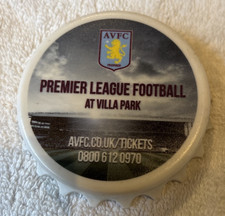 AVFC
PREMIER LEAGUE FOOTBALL
AT VILLA PARK
AVFC.CO.UK/TICKETS
0800 612 0970